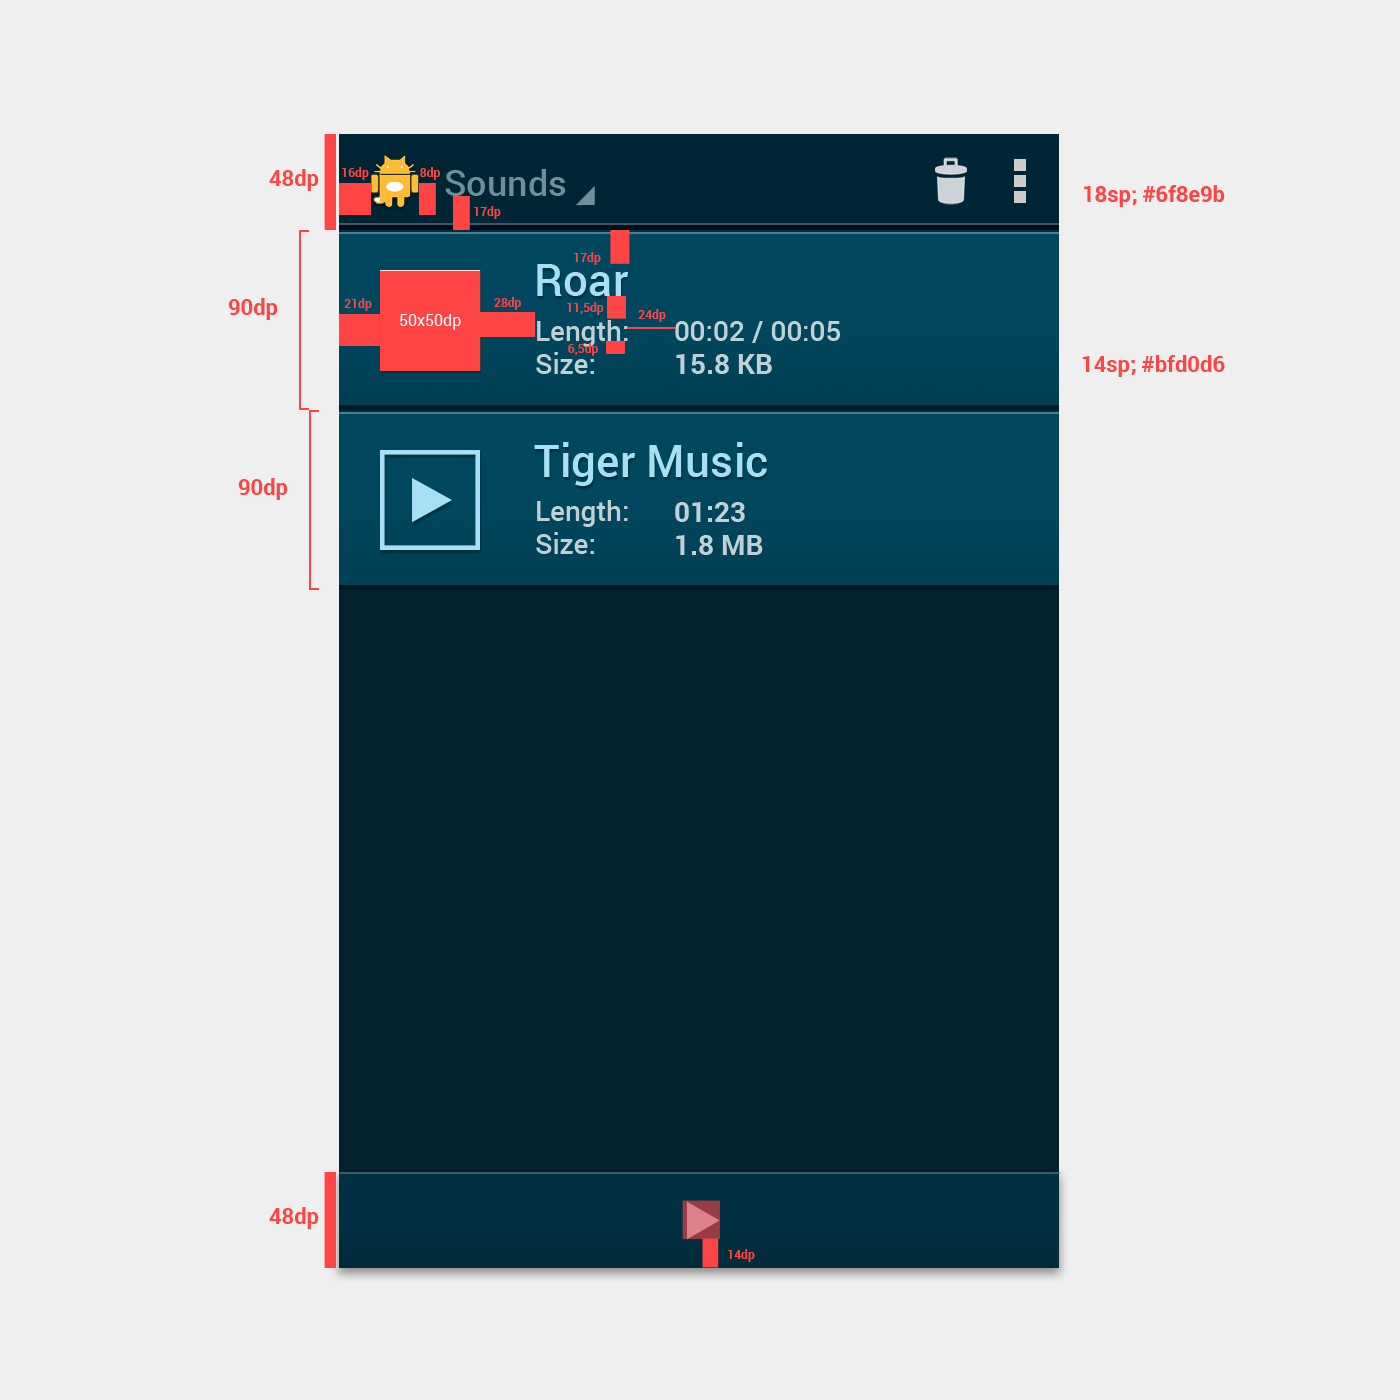 48dp
16dp
8dp
Sounds
17dp
18sp; #6f8e9b
90dp
17dp
Roar
21dp
50x50dp
28dp
11,5dp
24dp
Length: 00:02 / 00:05
6,5dp
Size: 15.8 KB
14sp; #bfd0d6
90dp
Tiger Music
Length: 01:23
Size: 1.8 MB
48dp
14dp